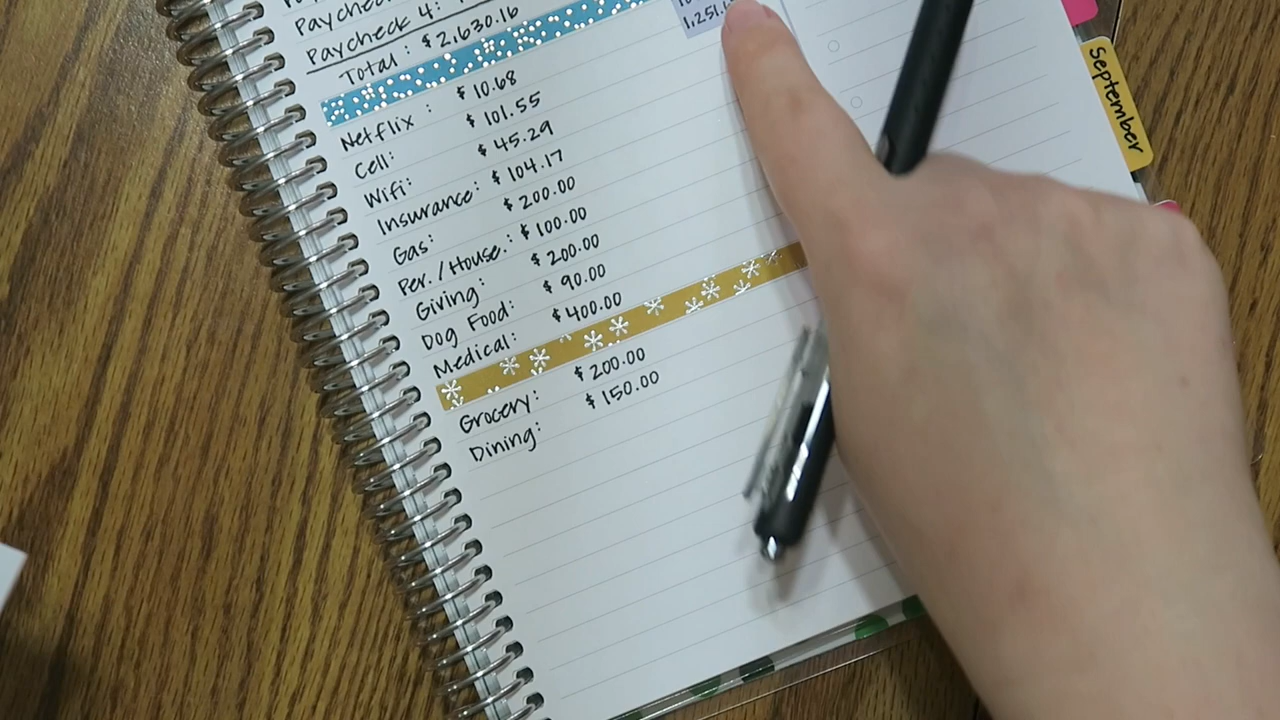 Paycheck
Paycheck 4:
Total: $2,630.16
Netflix: $10.68
Cell: $101.55
Wifi: $45.29
Insurance: $104.17
Gas: $200.00
Per./House.: $100.00
Giving: $200.00
Dog Food: $90.00
Medical: $400.00
Grocery: $200.00
Dining: $150.00
September